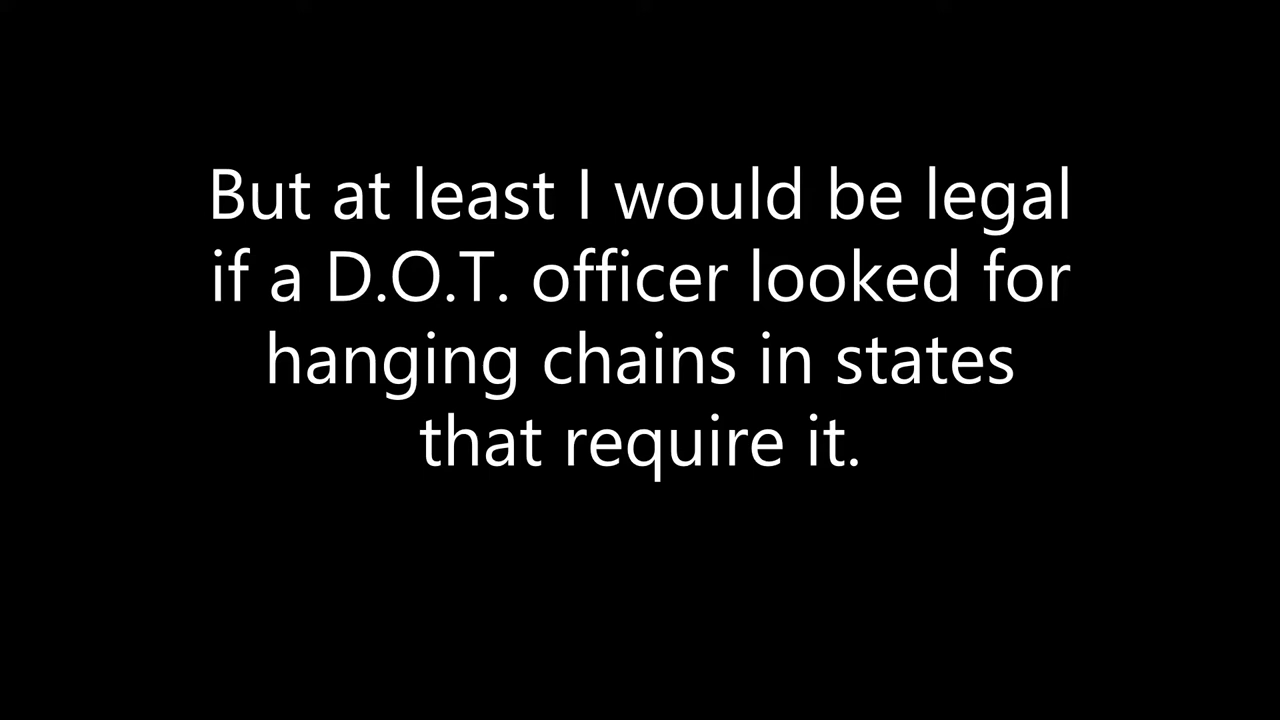 But at least I would be legal
if a D.O.T. officer looked for
hanging chains in states
that require it.